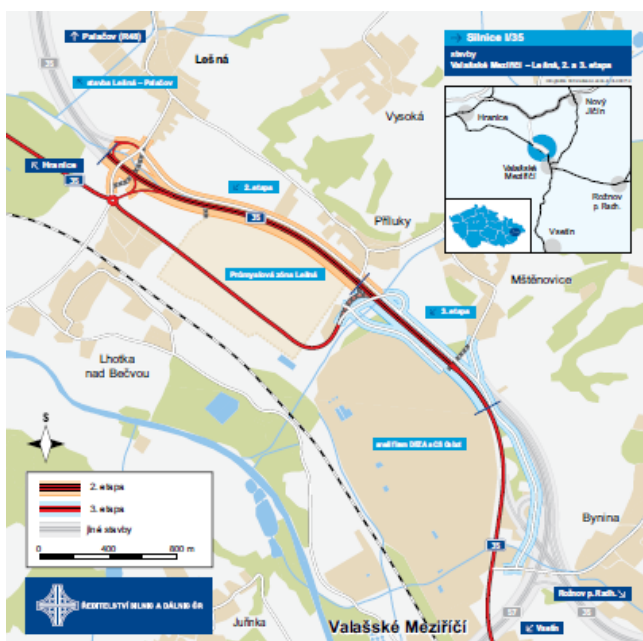 Palačov (R48)
Lešná
Silnice I/35
stavby
Valašské Meziříčí – Lešná, 2. a 3. etapa
35
stavba Lešná – Palačov
Vysoká
Nový
Jičín
Hranice
Valašské
Meziříčí
Rožnov
p. Radh.
Vsetín
Hranice
35
2. etapa
35
Příluky
Průmyslová zóna Lešná
Mštěnovice
3. etapa
Lhotka
nad Bečvou
S
areál firem DEZA a CS Cabot
2. etapa
3. etapa
Jiné stavby
0 400 800 m
35
Bynina
ŘEDITELSTVÍ SILNIC A DÁLNIC ČR
Rožnov p. Radh.
57
35
Juřinka
Valašské Meziříčí
Vsetín